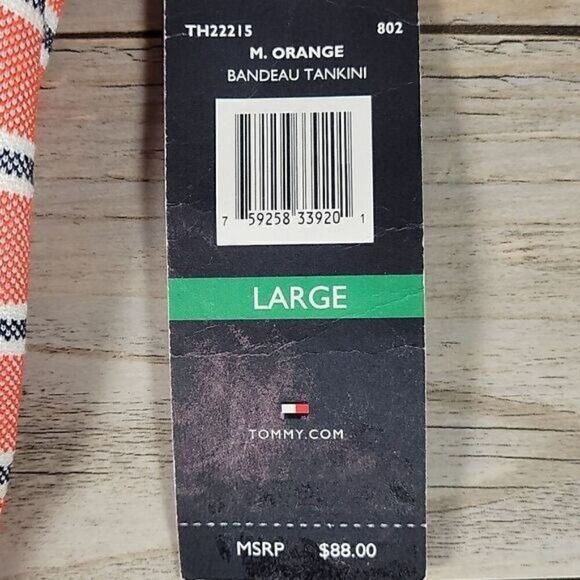 TH22215 802
M. ORANGE
BANDEAU TANKINI
7 59258 33920 1
LARGE
TOMMY.COM
MSRP $88.00